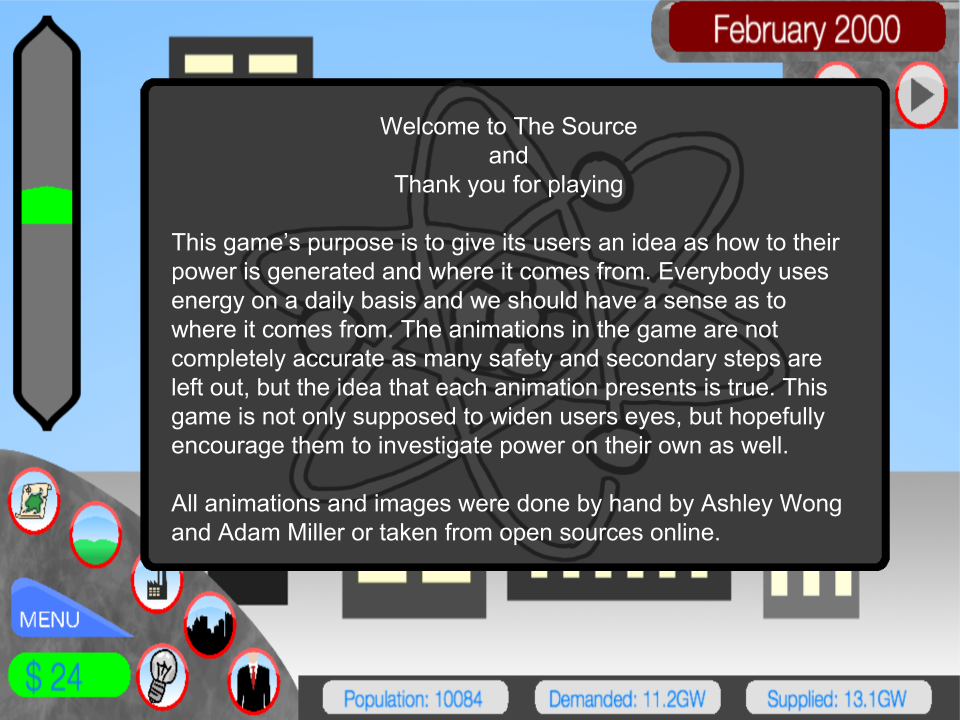 February 2000
Welcome to The Source
and
Thank you for playing
This game’s purpose is to give its users an idea as how to their
power is generated and where it comes from. Everybody uses
energy on a daily basis and we should have a sense as to
where it comes from. The animations in the game are not
completely accurate as many safety and secondary steps are
left out, but the idea that each animation presents is true. This
game is not only supposed to widen users eyes, but hopefully
encourage them to investigate power on their own as well.
All animations and images were done by hand by Ashley Wong
and Adam Miller or taken from open sources online.
MENU
$ 24
Population: 10084
Demanded: 11.2GW
Supplied: 13.1GW